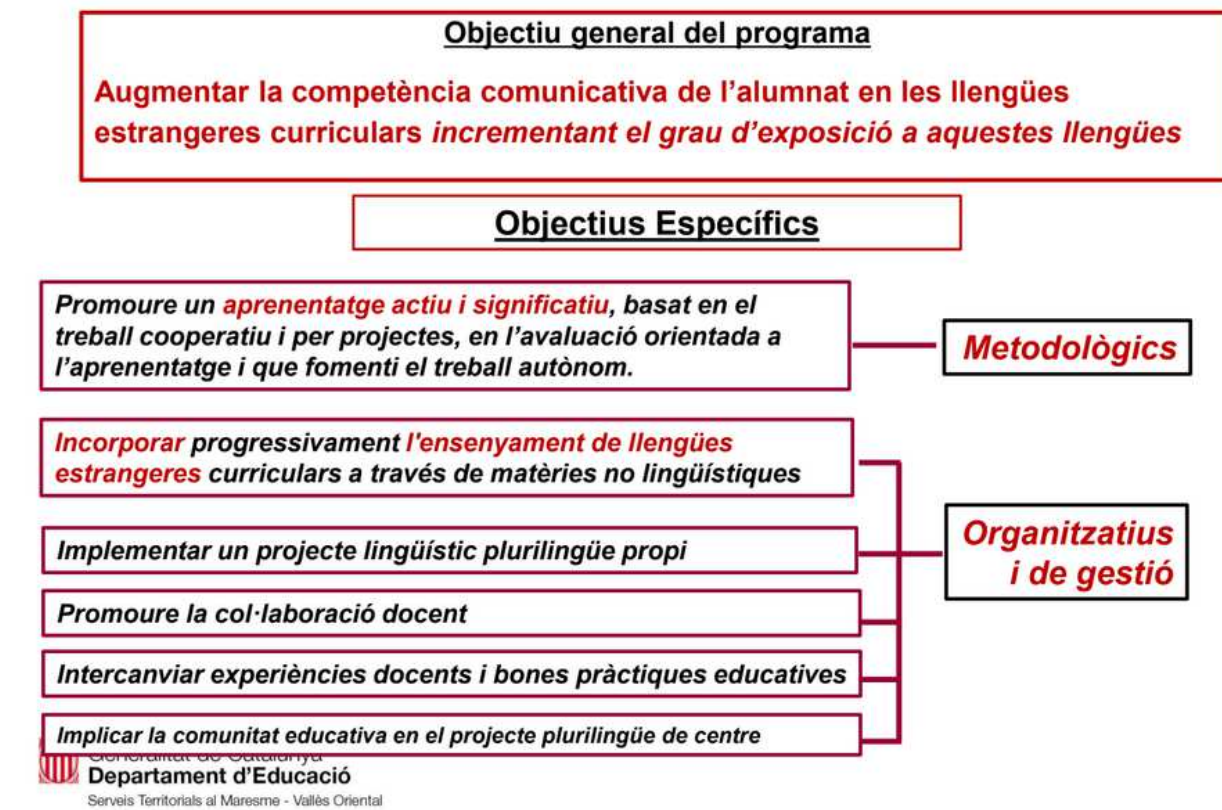 Objectiu general del programa
Augmentar la competència comunicativa de l'alumnat en les llengües
estrangeres curriculars incrementant el grau d'exposició a aquestes llengües
Objectius Específics
Promoure un aprenentatge actiu i significatiu, basat en el
treball cooperatiu i per projectes, en l'avaluació orientada a
l'aprenentatge i que fomenti el treball autònom.
Metodològics
Incorporar progressivament l'ensenyament de llengües
estrangeres curriculars a través de matèries no lingüístiques
Implementar un projecte lingüístic plurilingüe propi
Promoure la col·laboració docent
Intercanviar experiències docents i bones pràctiques educatives
Implicar la comunitat educativa en el projecte plurilingüe de centre
Organitzatius
i de gestió
Generalitat de Catalunya
Departament d'Educació
Serveis Territorials al Maresme - Vallès Oriental